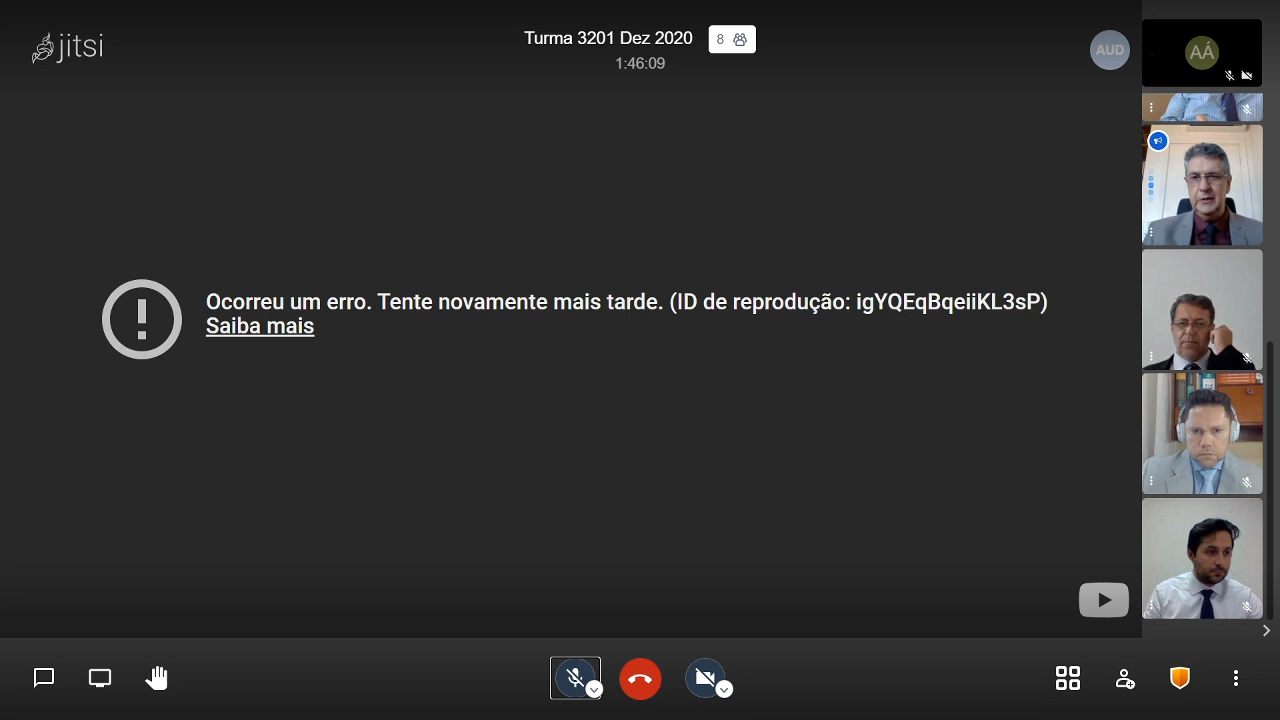 jitsi
Turma 3201 Dez 2020
8
1:46:09
AUD
AÁ
Ocorreu um erro. Tente novamente mais tarde. (ID de reprodução: igYQEqBqeiiKL3sP)
Saiba mais